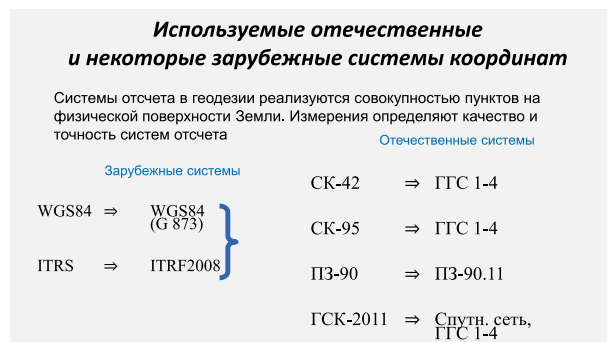 Используемые отечественные
и некоторые зарубежные системы координат
Системы отсчета в геодезии реализуются совокупностью пунктов на
физической поверхности Земли. Измерения определяют качество и
точность систем отсчета
Зарубежные системы
WGS84 ⇒ WGS84
(G 873)
ITRS ⇒ ITRF2008
Отечественные системы
СК-42 ⇒ ГГС 1-4
СК-95 ⇒ ГГС 1-4
ПЗ-90 ⇒ ПЗ-90.11
ГСК-2011 ⇒ Спутн. сеть,
ГГС 1-4